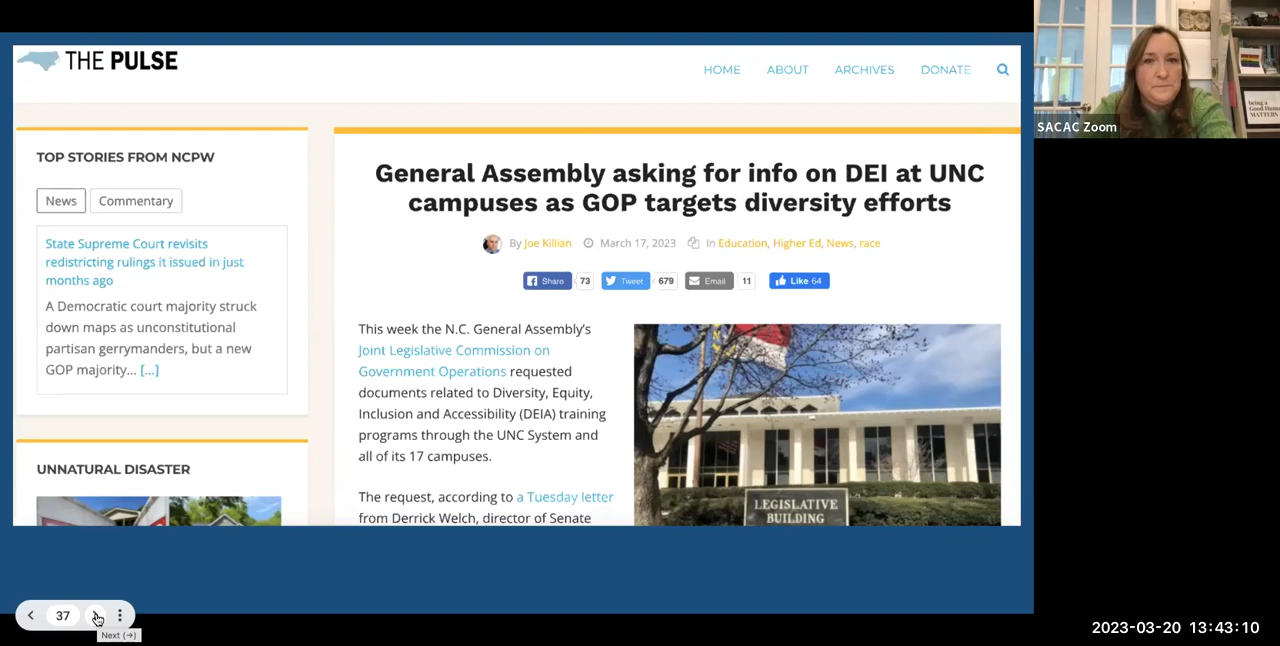 THE PULSE
HOME ABOUT ARCHIVES DONATE
TOP STORIES FROM NCPW
News Commentary
State Supreme Court revisits
redistricting rulings it issued in just
months ago
A Democratic court majority struck
down maps as unconstitutional
partisan gerrymanders, but a new
GOP majority... [...]
UNNATURAL DISASTER
General Assembly asking for info on DEI at UNC
campuses as GOP targets diversity efforts
By Joe Killian March 17, 2023 In Education, Higher Ed, News, race
Share 73 Tweet 679 Email 11 Like 64
This week the N.C. General Assembly's
Joint Legislative Commission on
Government Operations requested
documents related to Diversity, Equity,
Inclusion and Accessibility (DEIA) training
programs through the UNC System and
all of its 17 campuses.
The request, according to a Tuesday letter
from Derrick Welch, director of Senate
LEGISLATIVE
BUILDING
SACAC Zoom
being a
Good Human
MATTERS
37
Next (→)
2023-03-20 13:43:10